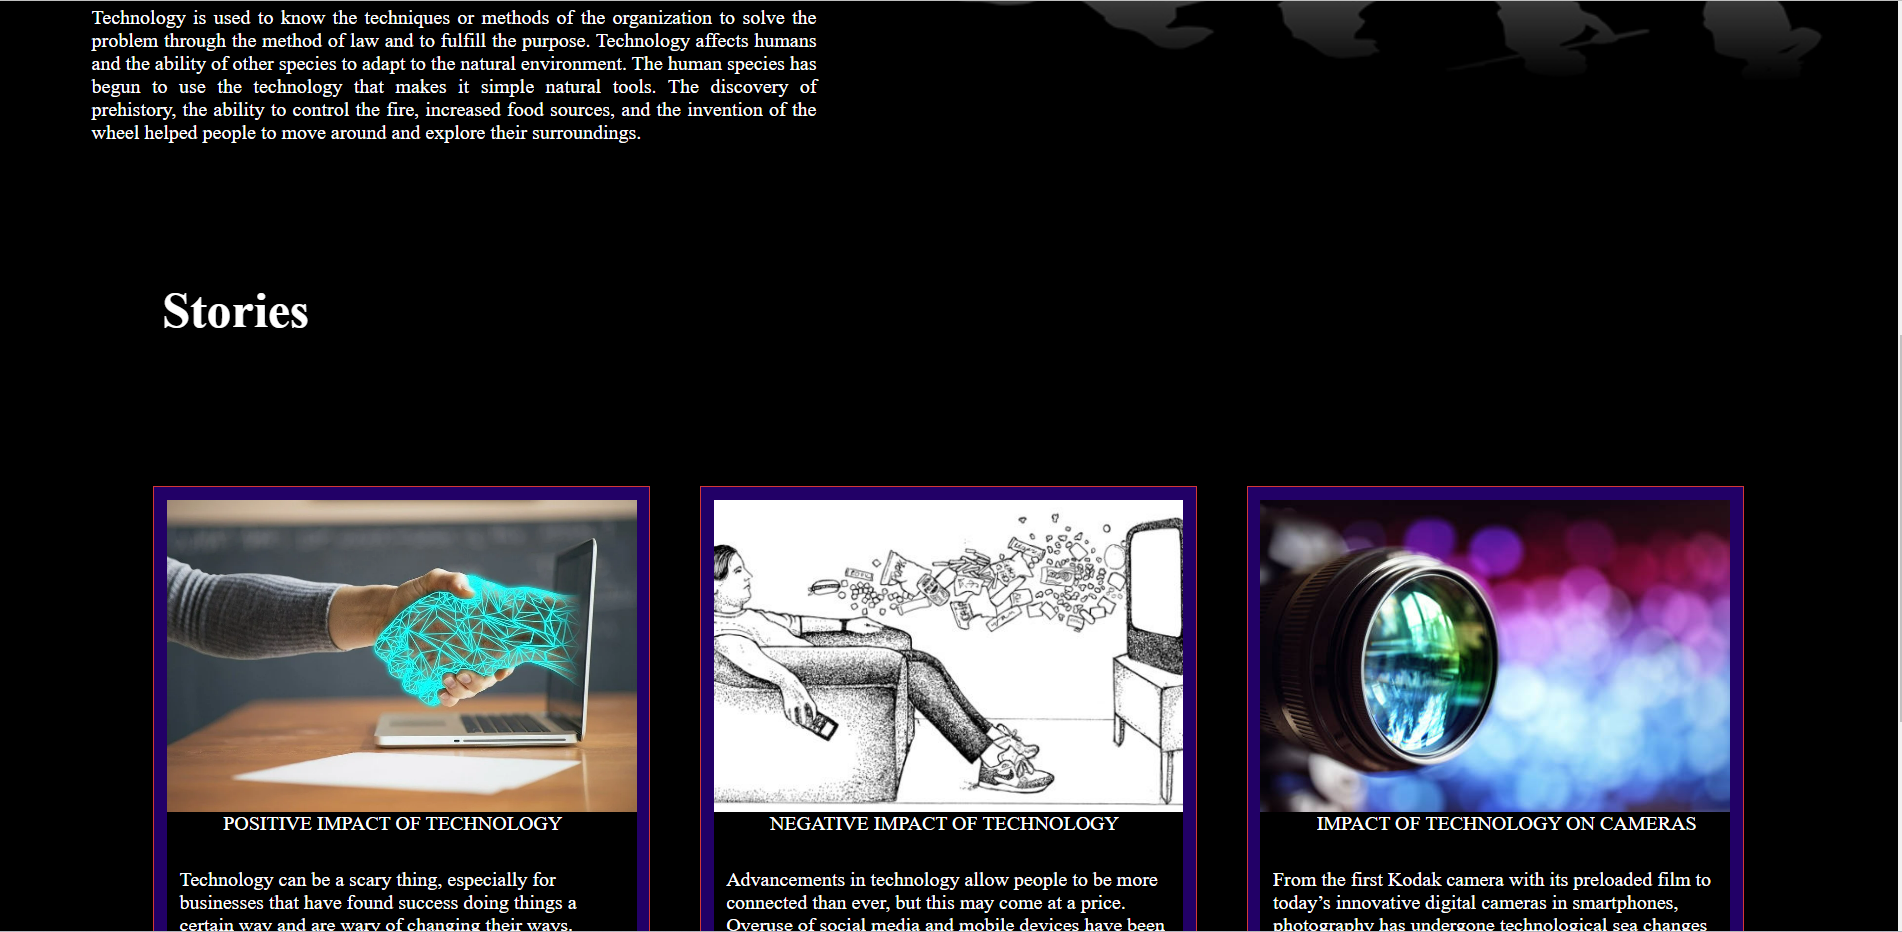 Technology is used to know the techniques or methods of the organization to solve the
problem through the method of law and to fulfill the purpose. Technology affects humans
and the ability of other species to adapt to the natural environment. The human species has
begun to use the technology that makes it simple natural tools. The discovery of
prehistory, the ability to control the fire, increased food sources, and the invention of the
wheel helped people to move around and explore their surroundings.
Stories
POSITIVE IMPACT OF TECHNOLOGY
Technology can be a scary thing, especially for
businesses that have found success doing things a
certain way and are wary of changing their ways.
NEGATIVE IMPACT OF TECHNOLOGY
Advancements in technology allow people to be more
connected than ever, but this may come at a price.
Overuse of social media and mobile devices have been
IMPACT OF TECHNOLOGY ON CAMERAS
From the first Kodak camera with its preloaded film to
today’s innovative digital cameras in smartphones,
photography has undergone technological sea changes